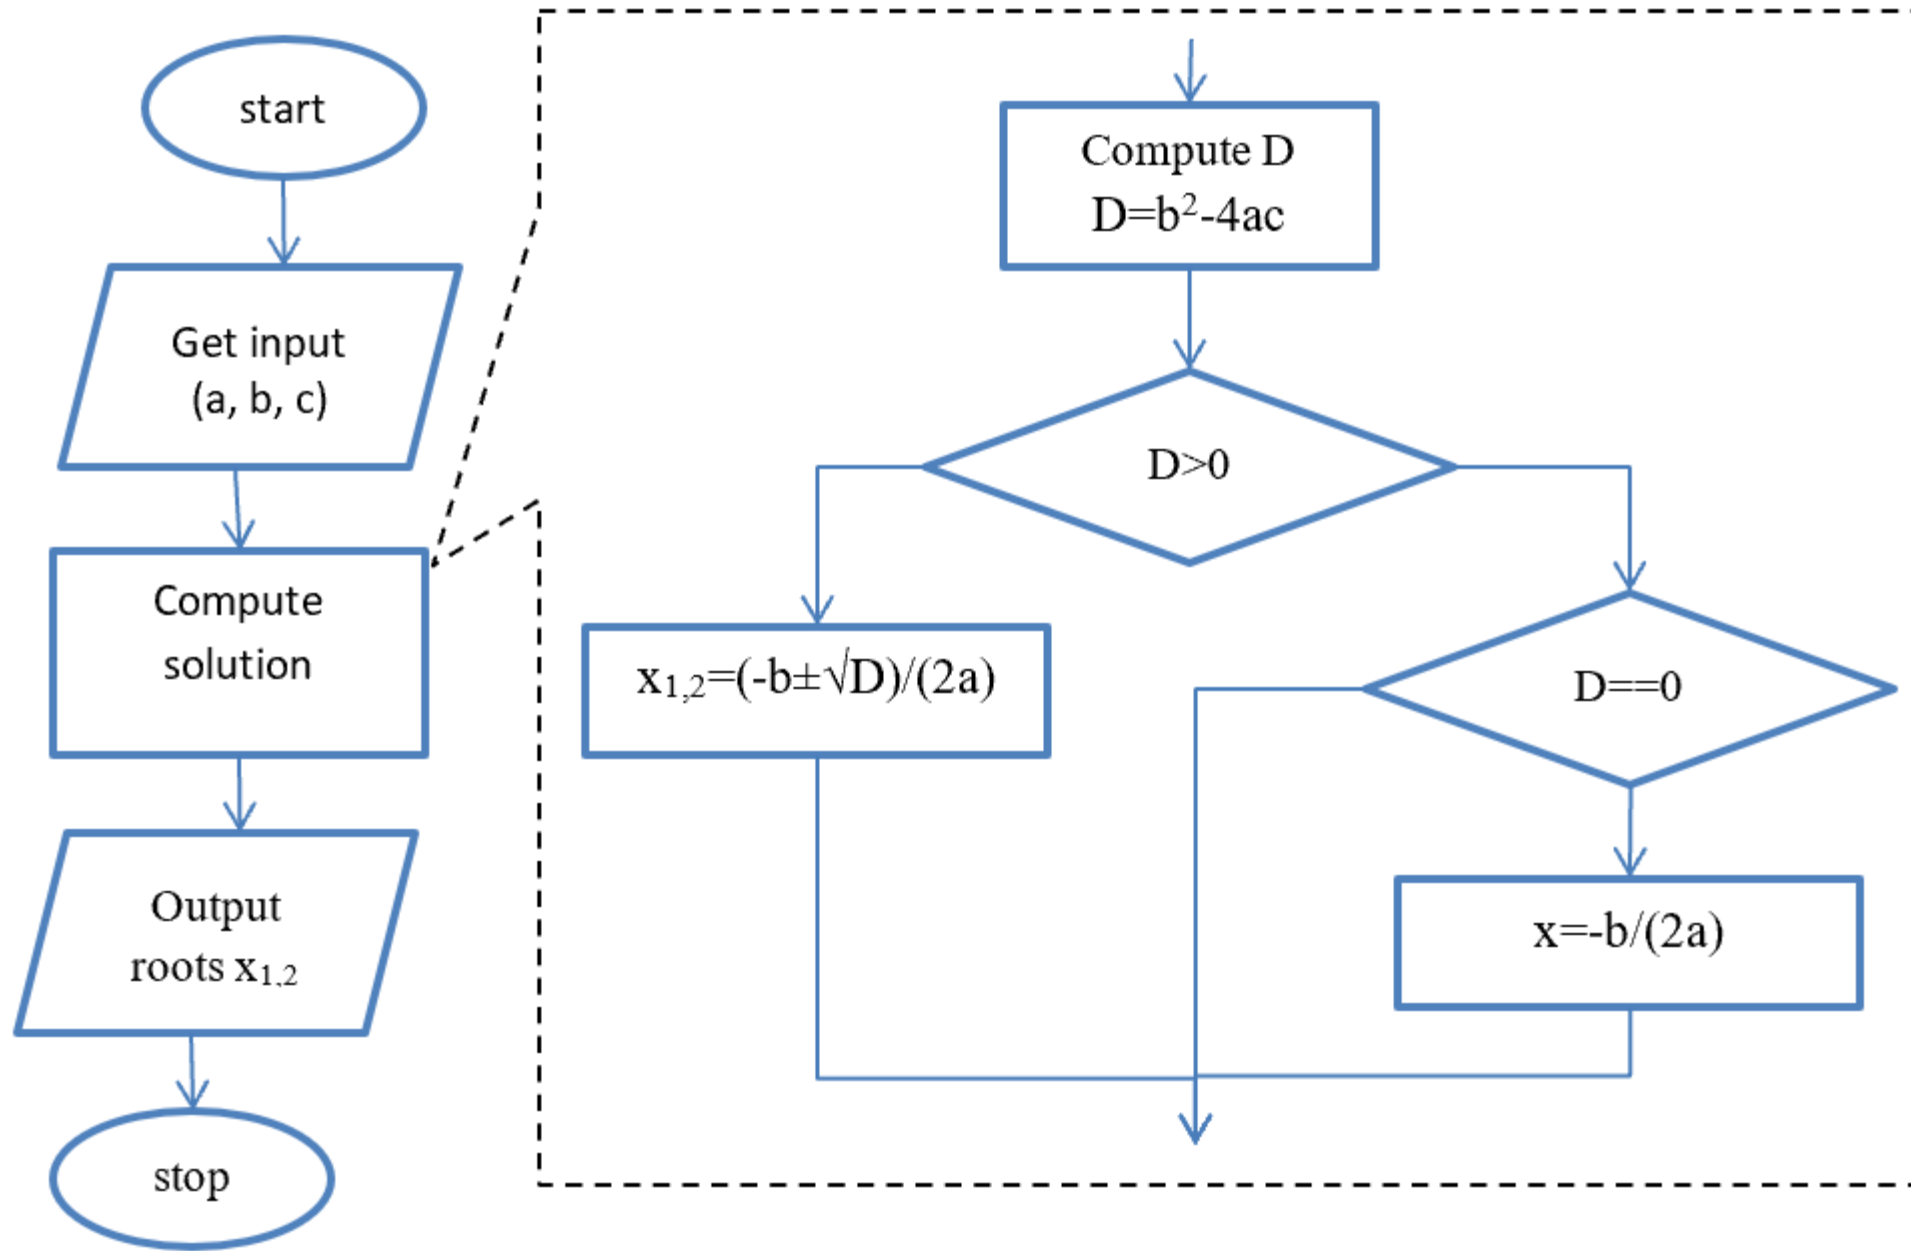 start
Get input
(a, b, c)
Compute
solution
Output
roots x₁,₂
stop
Compute D
D=b²-4ac
D>0
x₁,₂=(-b±√D)/(2a)
D==0
x=-b/(2a)